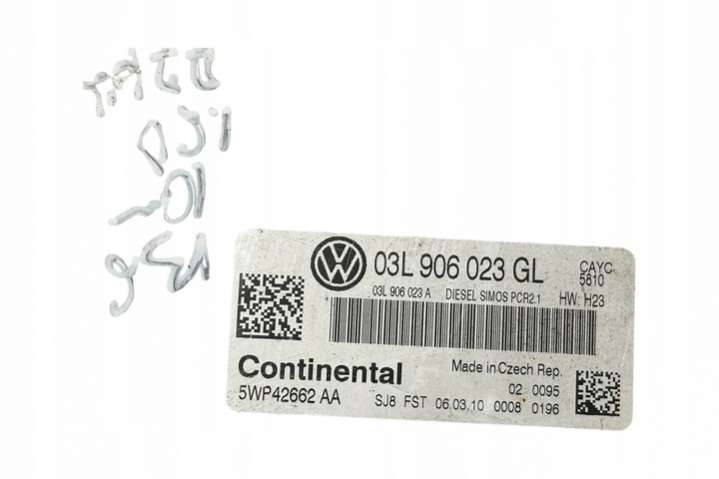 03L 906 023 GL
CAYC
5810
03L 906 023 A DIESEL SIMOS PCR2.1 HW: H23
Continental
Made in Czech Rep.
02 0095
5WP42662 AA
SJ8 FST 06.03.10 0008 0196